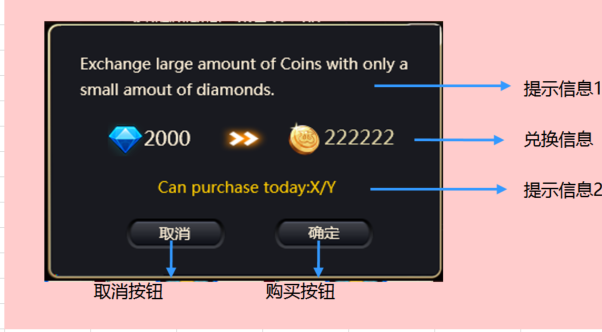 Exchange large amount of Coins with only a
small amout of diamonds.
提示信息1
2000
222222
兑换信息
Can purchase today:X/Y
提示信息2
取消
确定
取消按钮
购买按钮